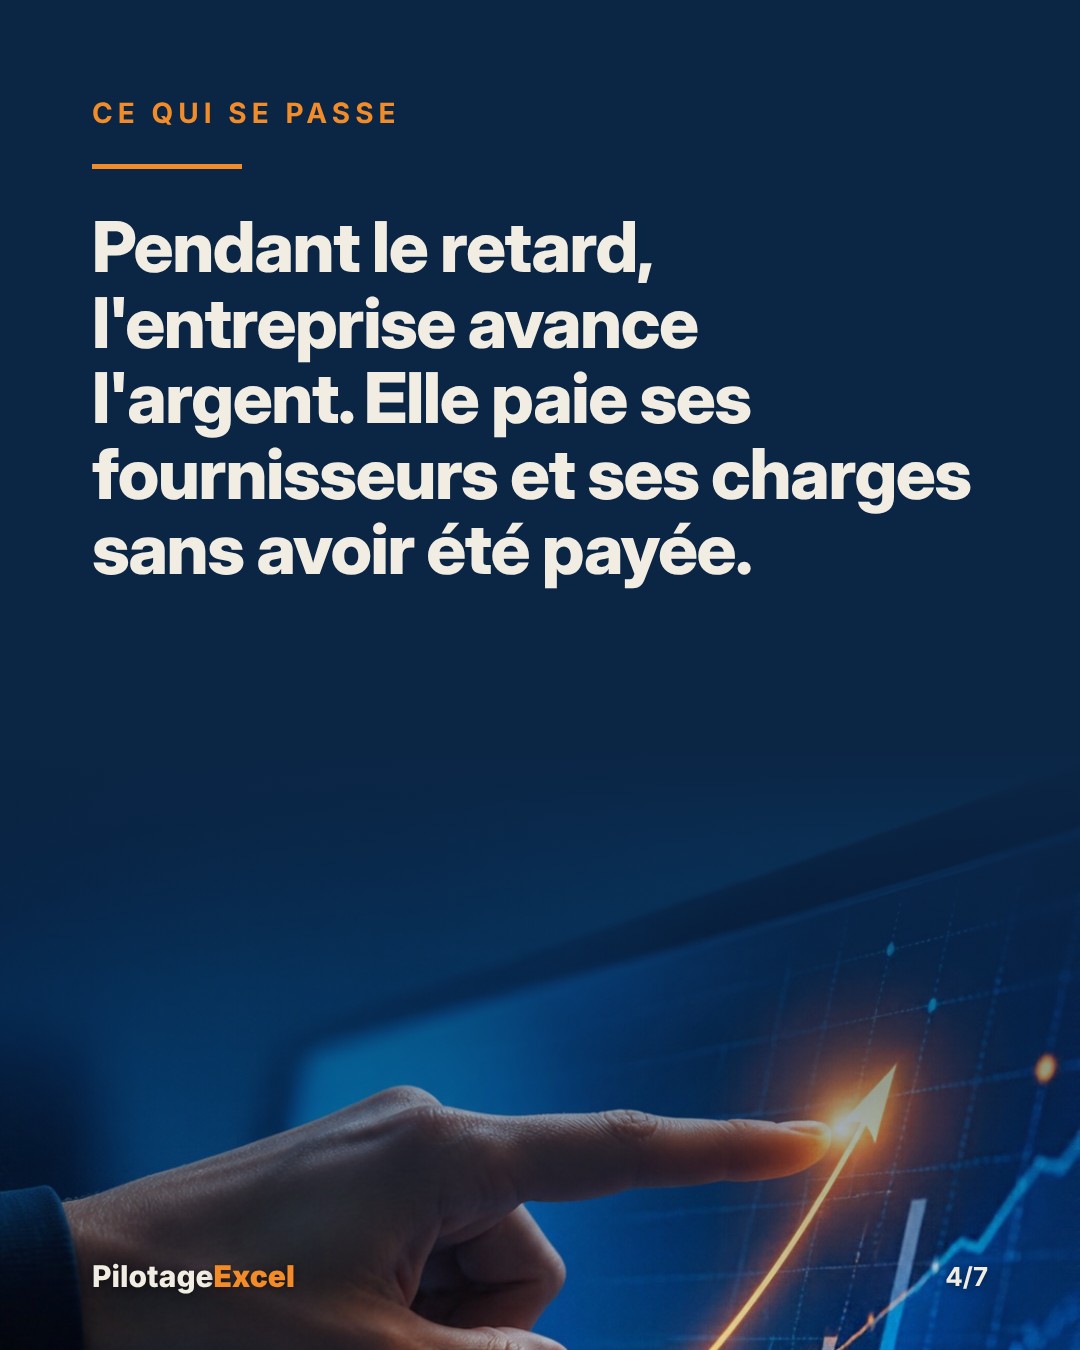 CE QUI SE PASSE
Pendant le retard,
l'entreprise avance
l'argent. Elle paie ses
fournisseurs et ses charges
sans avoir été payée.
PilotageExcel
4/7